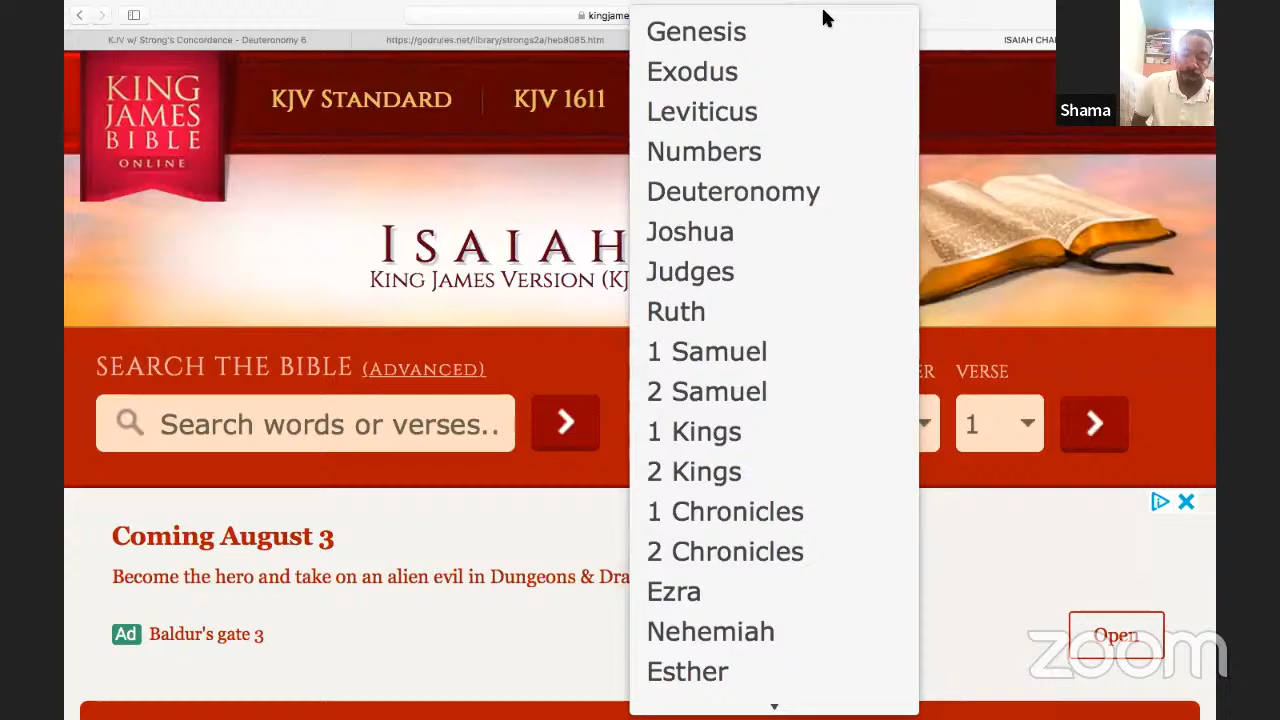 kingjame
KJV w/ Strong's Concordance - Deuteronomy 6
https://godrules.net/library/strongs2a/heb8085.htm
ISAIAH CHA
KING
JAMES
BIBLE
ONLINE
KJV STANDARD
KJV 1611
Shama
ISAIAH
KING JAMES VERSION (KJ
SEARCH THE BIBLE (ADVANCED)
Search words or verses..
ER
VERSE
1
Genesis
Exodus
Leviticus
Numbers
Deuteronomy
Joshua
Judges
Ruth
1 Samuel
2 Samuel
1 Kings
2 Kings
1 Chronicles
2 Chronicles
Ezra
Nehemiah
Esther
Coming August 3
Become the hero and take on an alien evil in Dungeons & Dra
Ad Baldur's gate 3
Open
zoom